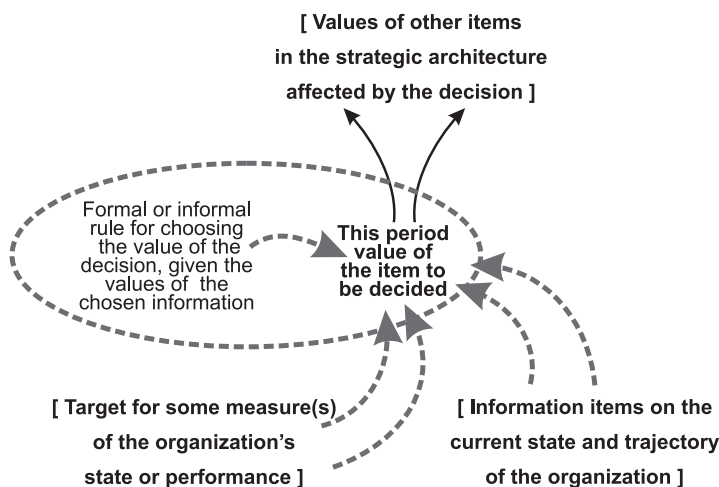 [ Values of other items
in the strategic architecture
affected by the decision ]
Formal or informal
rule for choosing
the value of the
decision, given the
values of the
chosen information
This period
value of
the item to
be decided
[ Target for some measure(s)
of the organization's
state or performance ]
[ Information items on the
current state and trajectory
of the organization ]